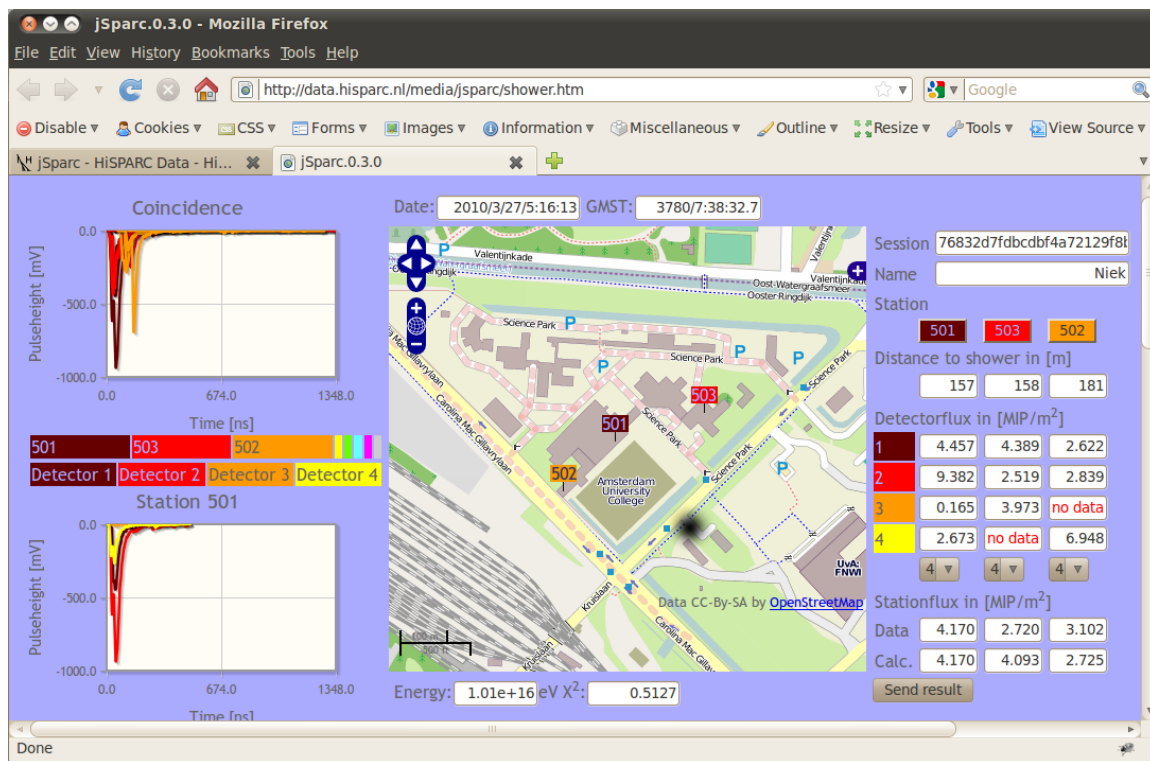 jSparc.0.3.0 - Mozilla Firefox
File Edit View History Bookmarks Tools Help
http://data.hisparc.nl/media/jsparc/shower.htm Google
Disable Cookies CSS Forms Images Information Miscellaneous Outline Resize Tools View Source
jSparc - HiSPARC Data - Hi... jSparc.0.3.0
Coincidence
Pulseheight [mV]
0.0
-500.0
-1000.0
0.0 674.0 1348.0
Time [ns]
501 503 502
Detector 1 Detector 2 Detector 3 Detector 4
Station 501
Pulseheight [mV]
0.0
-500.0
-1000.0
0.0 674.0 1348.0
Time [ns]
Date: 2010/3/27/5:16:13 GMST: 3780/7:38:32.7
P
Valentijnkade
Valentijnkade
Oost-Watergraafsmeer
Ooster Ringdijk
Science Park P
Science Park
P
P
P
Science Park
Carolina Mac Gillavrylaan
503
501
Science Park
502
Science Park
P
Amsterdam
University
College
UvA:
FNWI
Kruislaan
Data CC-By-SA by OpenStreetMap
100 m
500 ft
Kruislaan
Carolina Mac Gillavrylaan
Energy: 1.01e+16 eV X²: 0.5127
Session 76832d7fdbcdbf4a72129f8b
Name Niek
Station
501 503 502
Distance to shower in [m]
157 158 181
Detectorflux in [MIP/m²]
1 4.457 4.389 2.622
2 9.382 2.519 2.839
3 0.165 3.973 no data
4 2.673 no data 6.948
4 4 4
Stationflux in [MIP/m²]
Data 4.170 2.720 3.102
Calc. 4.170 4.093 2.725
Send result
Done